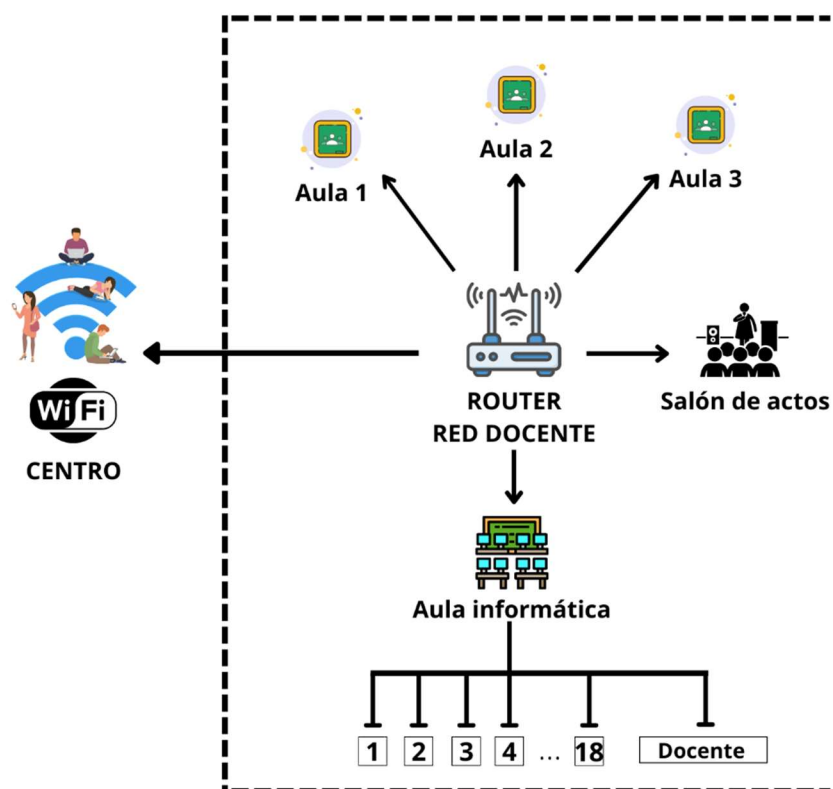 Aula 1
Aula 2
Aula 3
WiFi
CENTRO
ROUTER
RED DOCENTE
Salón de actos
Aula informática
1 2 3 4 ... 18 Docente